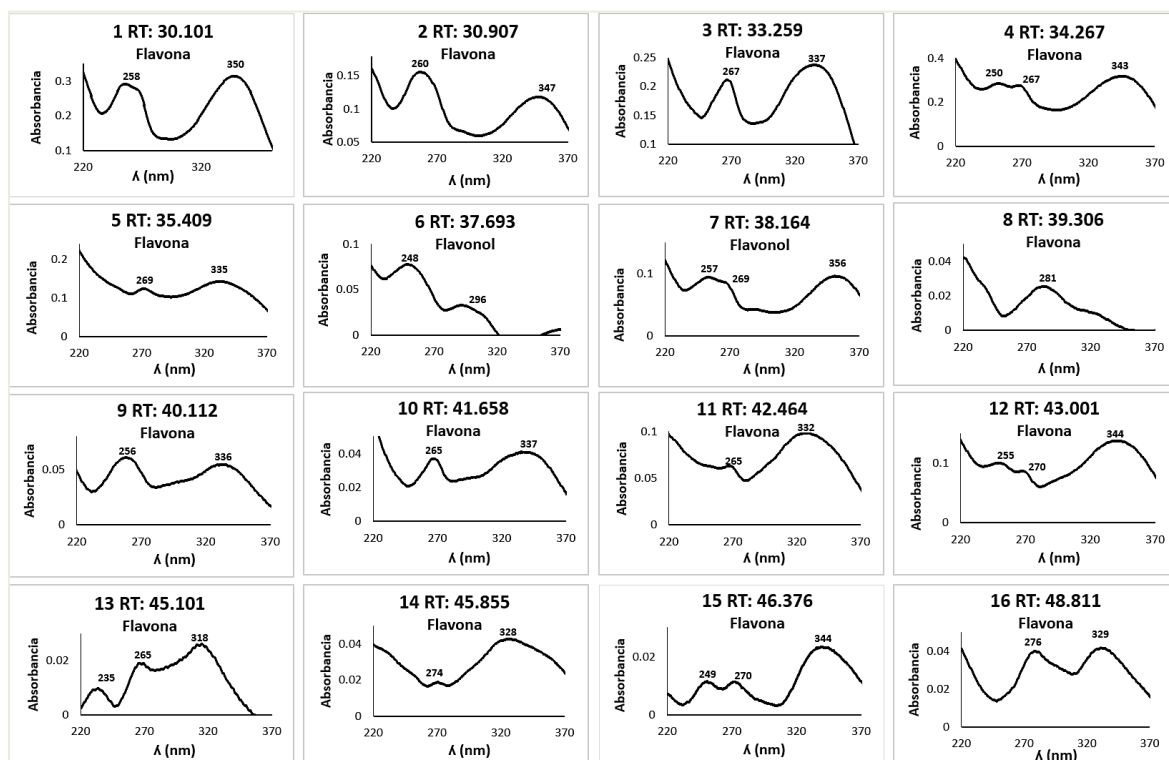 1 RT: 30.101
Flavona
258
350
0.3
0.2
0.1
220
320
Absorbancia
λ (nm)
2 RT: 30.907
Flavona
260
347
0.15
0.1
0.05
220
270
320
370
Absorbancia
λ (nm)
3 RT: 33.259
Flavona
267
337
0.25
0.2
0.15
0.1
220
270
320
370
Absorbancia
λ (nm)
4 RT: 34.267
Flavona
250
267
343
0.4
0.2
0
220
270
320
370
Absorbancia
λ (nm)
5 RT: 35.409
Flavona
269
335
0.2
0.1
0
220
270
320
370
Absorbancia
λ (nm)
6 RT: 37.693
Flavonol
248
296
0.1
0.05
0
220
270
320
370
Absorbancia
λ (nm)
7 RT: 38.164
Flavonol
257
269
356
0.1
0
220
270
320
370
Absorbancia
λ (nm)
8 RT: 39.306
Flavona
281
0.04
0.02
0
220
270
320
370
Absorbancia
λ (nm)
9 RT: 40.112
Flavona
256
336
0.05
0
220
270
320
370
Absorbancia
λ (nm)
10 RT: 41.658
Flavona
265
337
0.04
0.02
0
220
270
320
370
Absorbancia
λ (nm)
11 RT: 42.464
Flavona
265
332
0.1
0.05
0
220
270
320
370
Absorbancia
λ (nm)
12 RT: 43.001
Flavona
255
270
344
0.1
0
220
270
320
370
Absorbancia
λ (nm)
13 RT: 45.101
Flavona
235
265
318
0.02
0
220
270
320
370
Absorbancia
λ (nm)
14 RT: 45.855
Flavona
274
328
0.04
0.02
0
220
270
320
370
Absorbancia
λ (nm)
15 RT: 46.376
Flavona
249
270
344
0.02
0
220
270
320
370
Absorbancia
λ (nm)
16 RT: 48.811
Flavona
276
329
0.04
0.02
0
220
270
320
370
Absorbancia
λ (nm)